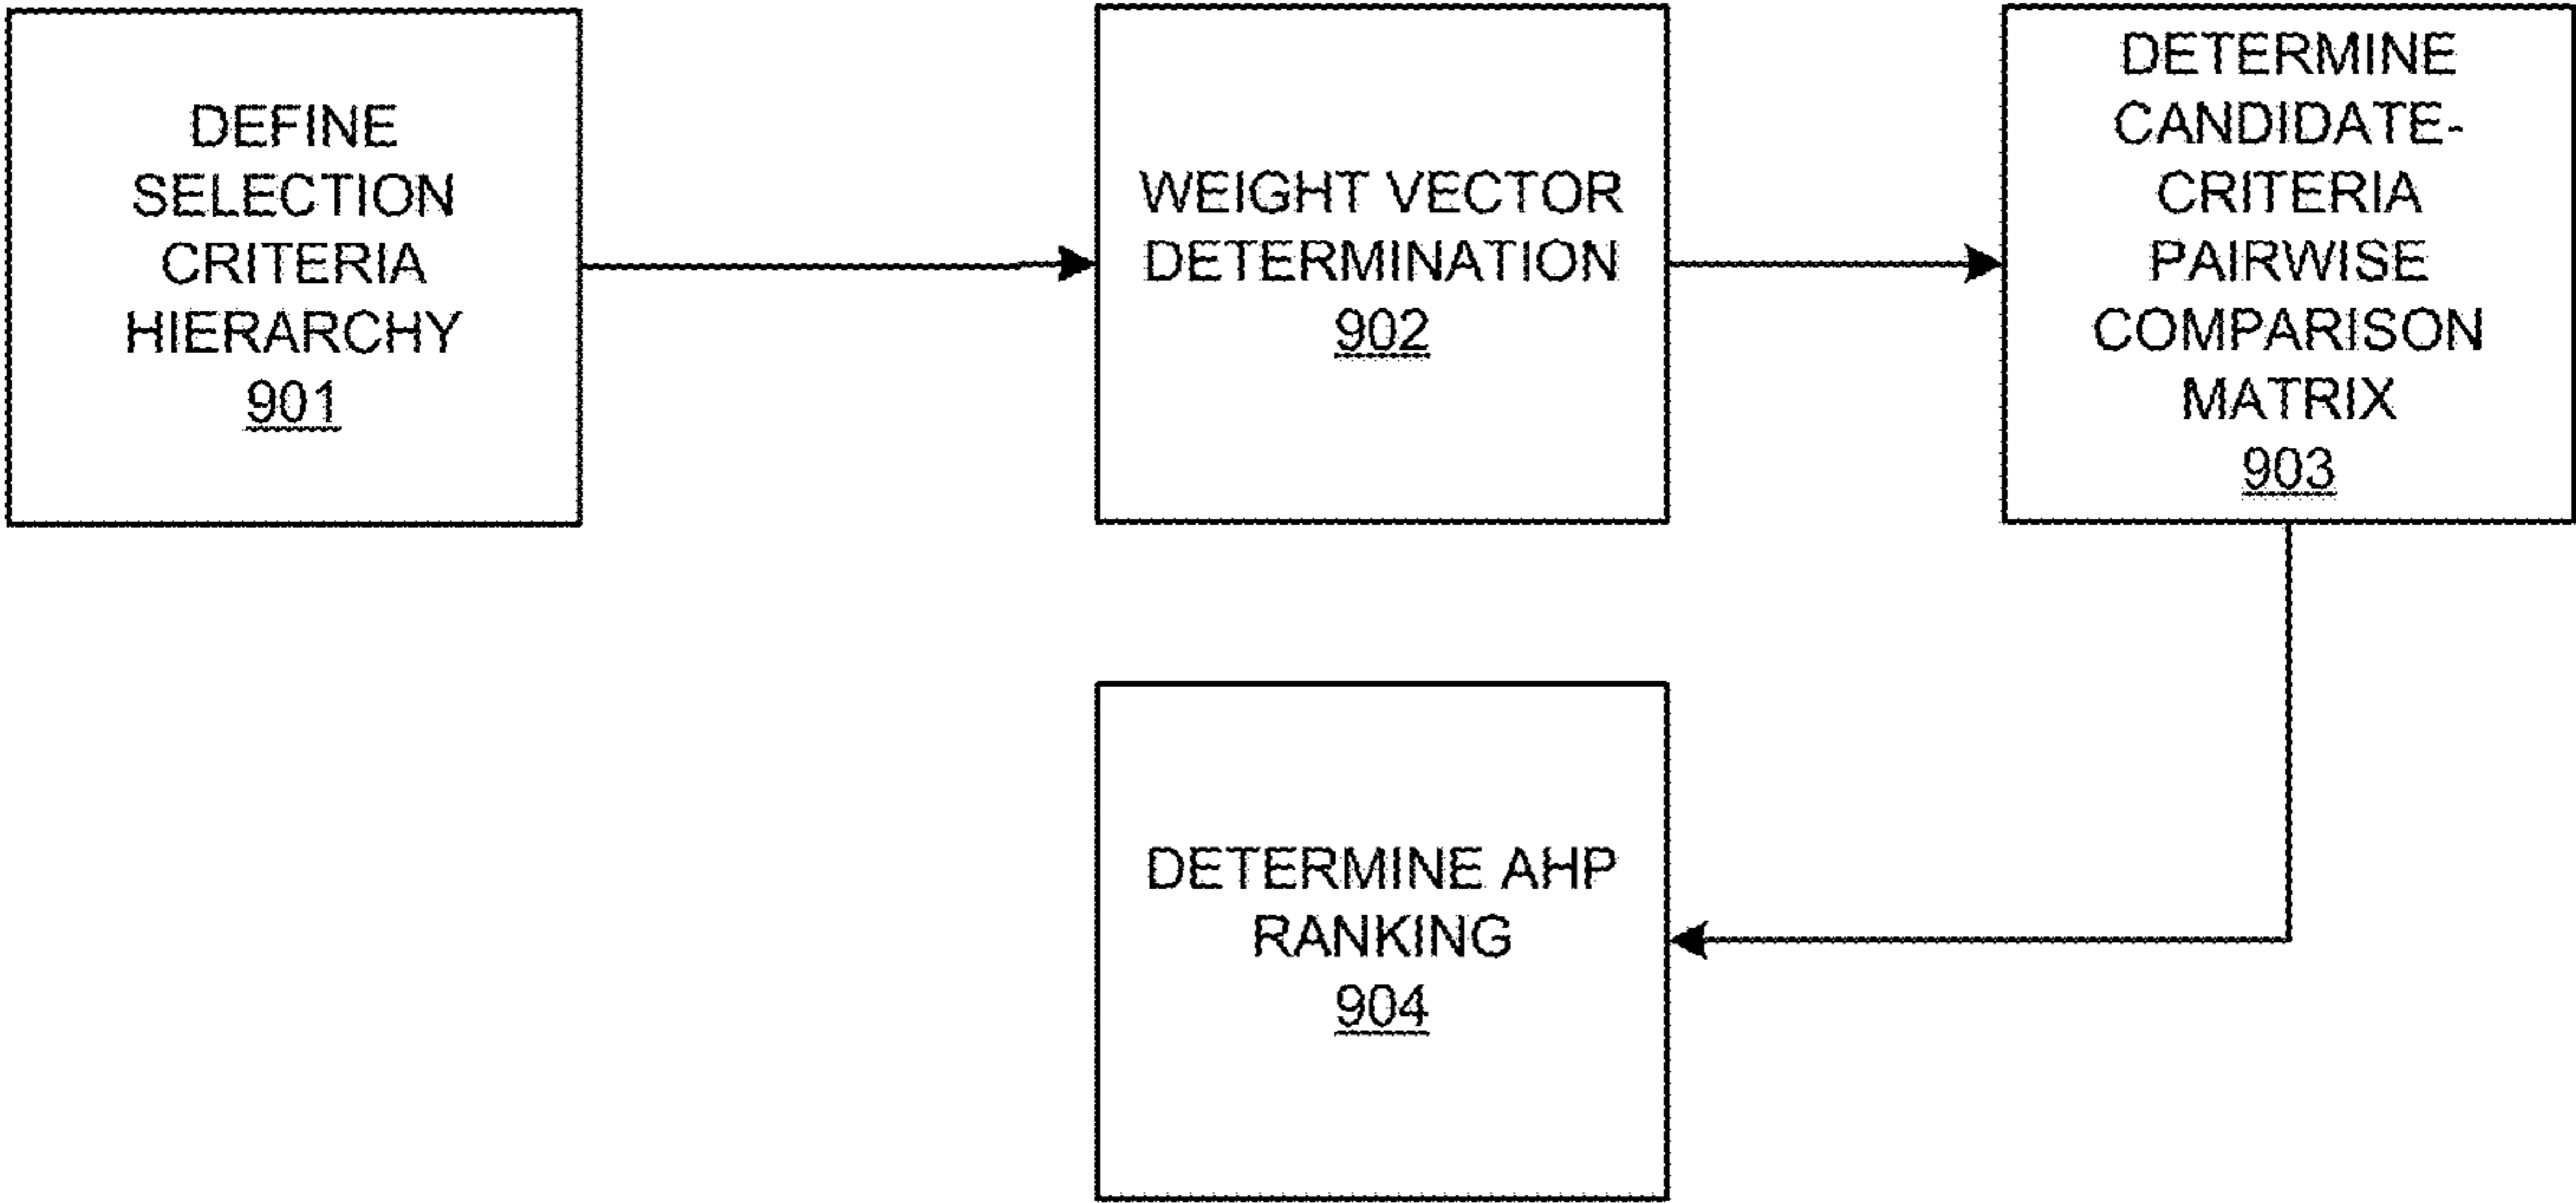 DEFINE
SELECTION
CRITERIA
HIERARCHY
901
WEIGHT VECTOR
DETERMINATION
902
DETERMINE
CANDIDATE-
CRITERIA
PAIRWISE
COMPARISON
MATRIX
903
DETERMINE AHP
RANKING
904